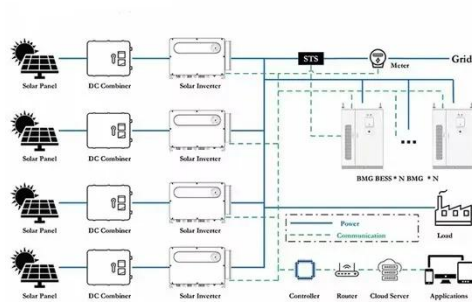 STS
Meter
Grid
Solar Panel
DC Combiner
Solar Inverter
Solar Panel
DC Combiner
Solar Inverter
BMG BESS * N BMG * N
Solar Panel
DC Combiner
Solar Inverter
Power
Communication
Load
Solar Panel
DC Combiner
Solar Inverter
Controller
Router
Cloud Server
Application